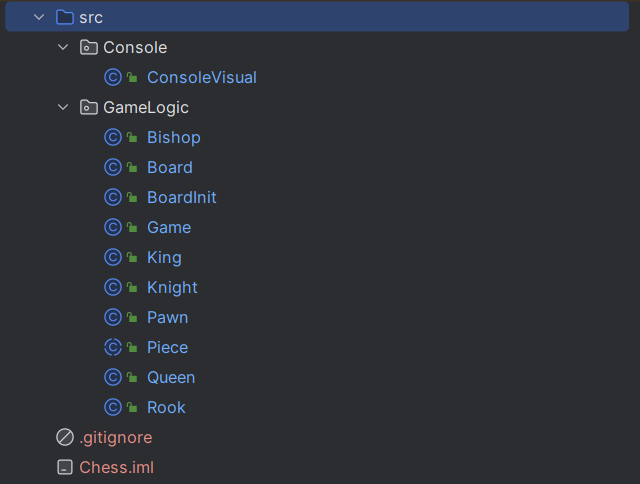 src
Console
ConsoleVisual
GameLogic
Bishop
Board
BoardInit
Game
King
Knight
Pawn
Piece
Queen
Rook
.gitignore
Chess.iml